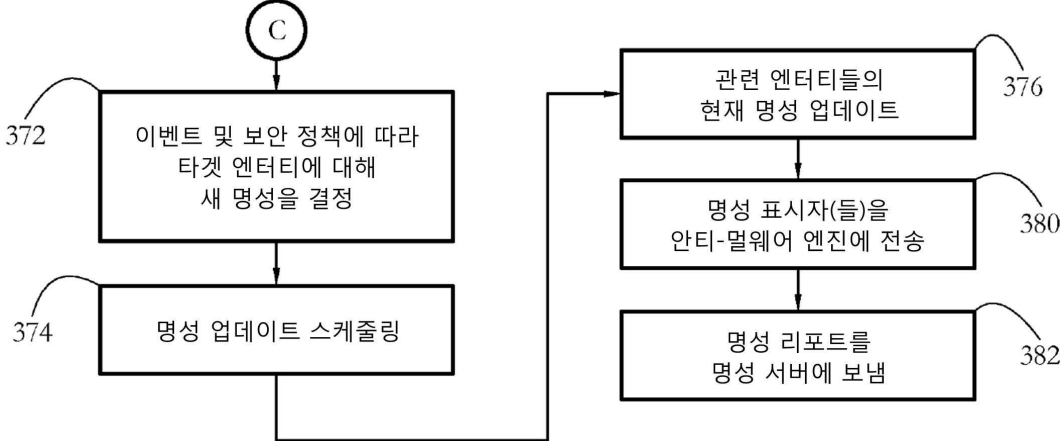 C
372
이벤트 및 보안 정책에 따라
타겟 엔터티에 대해
새 명성을 결정
374
명성 업데이트 스케줄링
관련 엔터티들의
현재 명성 업데이트
376
명성 표시자(들)을
안티-멀웨어 엔진에 전송
380
명성 리포트를
명성 서버에 보냄
382